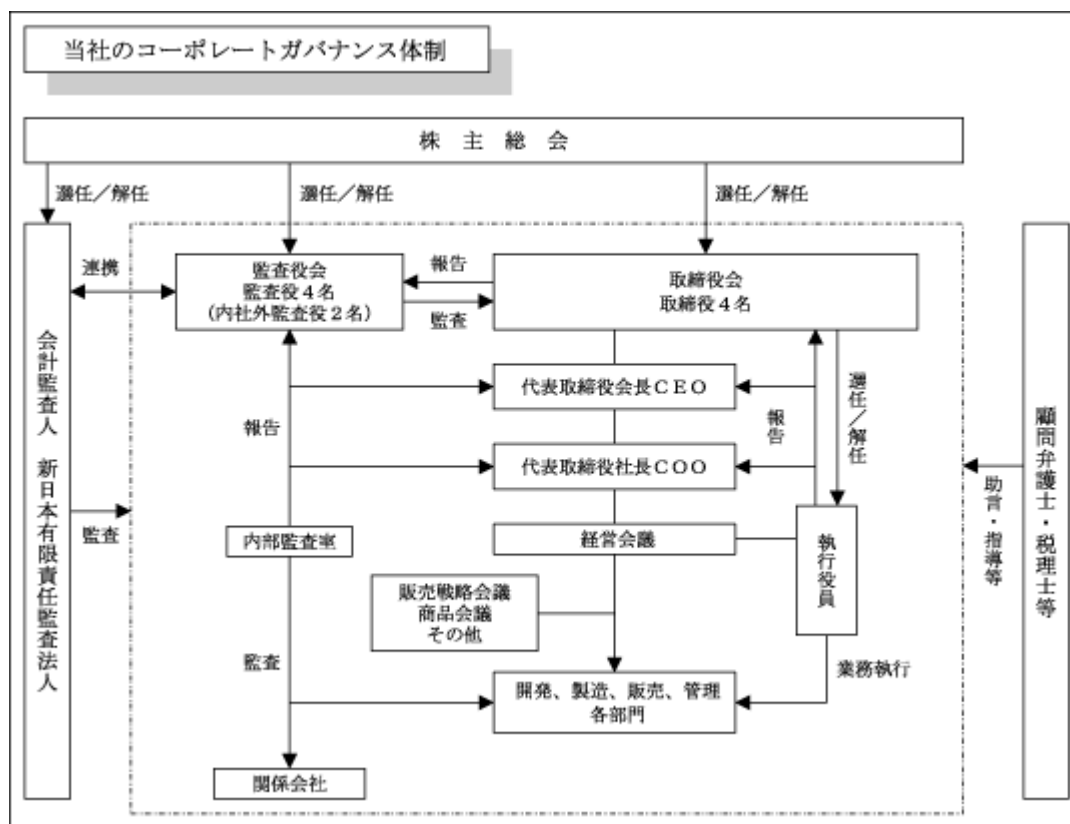 当社のコーポレートガバナンス体制
株 主 総 会
選任／解任
選任／解任
選任／解任
会計監査人 新日本有限責任監査法人
連携
監査役会
監査役４名
（内社外監査役２名）
報告
監査
取締役会
取締役４名
代表取締役会長ＣＥＯ
選任／解任
報告
報告
代表取締役社長ＣＯＯ
顧問弁護士・税理士等
助言・指導等
監査
内部監査室
経営会議
執行役員
販売戦略会議
商品会議
その他
監査
業務執行
開発、製造、販売、管理
各部門
関係会社